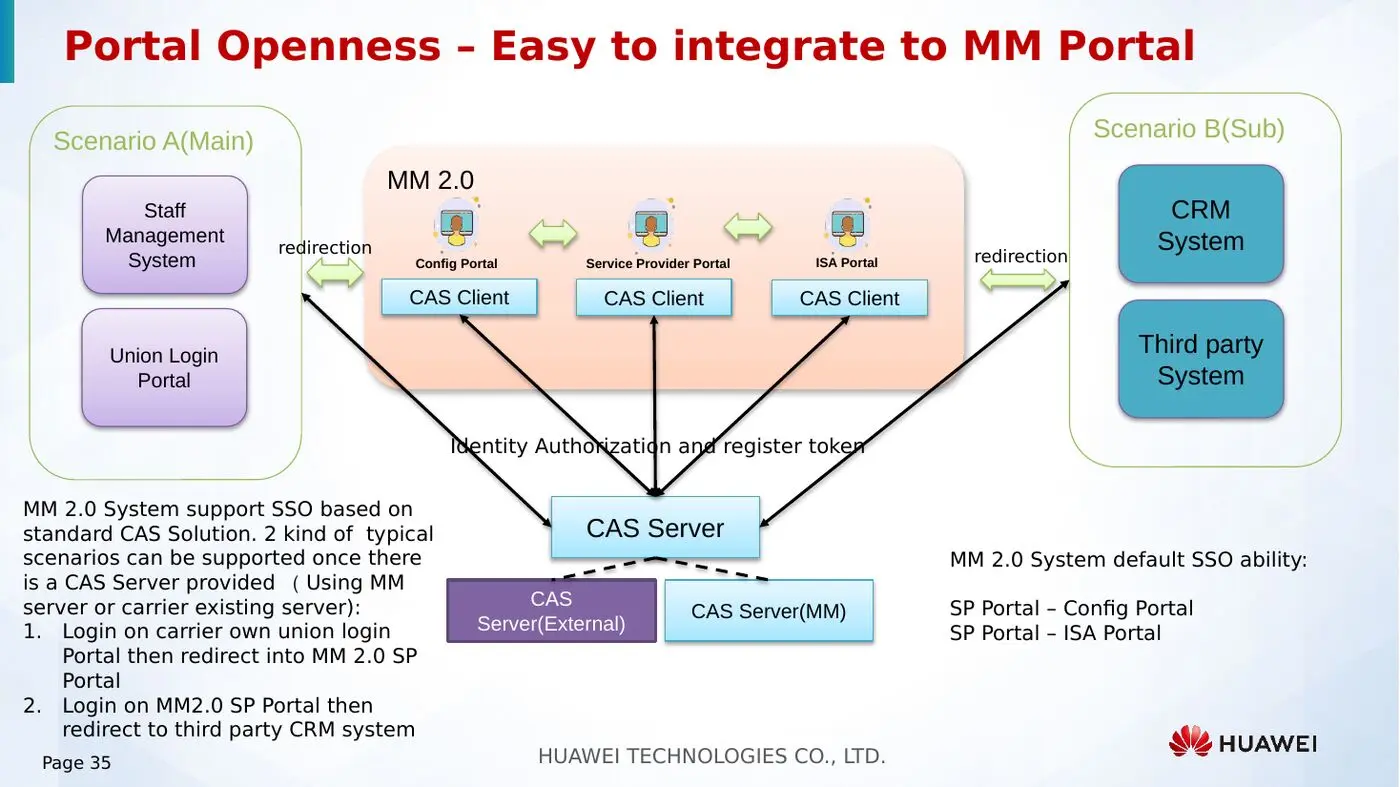 Portal Openness – Easy to integrate to MM Portal
Scenario A(Main)
Staff
Management
System
Union Login
Portal
redirection
MM 2.0
Config Portal
Service Provider Portal
ISA Portal
CAS Client
CAS Client
CAS Client
redirection
Scenario B(Sub)
CRM
System
Third party
System
Identity Authorization and register token
CAS Server
CAS
Server(External)
CAS Server(MM)
MM 2.0 System support SSO based on
standard CAS Solution. 2 kind of  typical
scenarios can be supported once there
is a CAS Server provided （ Using MM
server or carrier existing server):
1. Login on carrier own union login
Portal then redirect into MM 2.0 SP
Portal
2. Login on MM2.0 SP Portal then
redirect to third party CRM system
MM 2.0 System default SSO ability:
SP Portal – Config Portal
SP Portal – ISA Portal
Page 35
HUAWEI TECHNOLOGIES CO., LTD.
HUAWEI